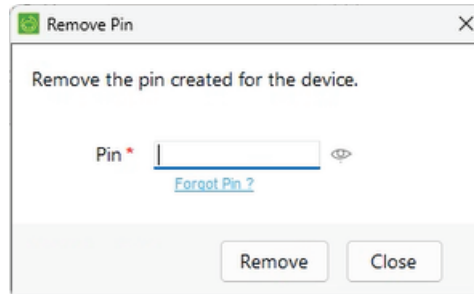 Remove Pin
Remove the pin created for the device.
Pin *
Forgot Pin ?
Remove Close